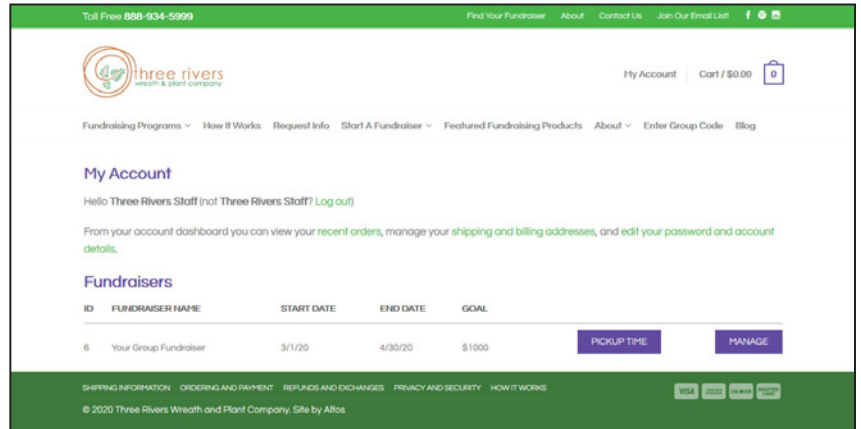 Toll Free 888-934-5999 Find Your Fundraiser About Contact Us Join Our Email List!
three rivers
wreath & plant company
My Account Cart / $0.00 0
Fundraising Programs How It Works Request Info Start A Fundraiser Featured Fundraising Products About Enter Group Code Blog
My Account
Hello Three Rivers Staff (not Three Rivers Staff? Log out)
From your account dashboard you can view your recent orders, manage your shipping and billing addresses, and edit your password and account
details.
Fundraisers
ID FUNDRAISER NAME START DATE END DATE GOAL
6 Your Group Fundraiser 3/1/20 4/30/20 $1000 PICKUP TIME MANAGE
SHIPPING INFORMATION ORDERING AND PAYMENT REFUNDS AND EXCHANGES PRIVACY AND SECURITY HOW IT WORKS
VISA DISCOVER MASTER CARD
© 2020 Three Rivers Wreath and Plant Company. Site by Altos